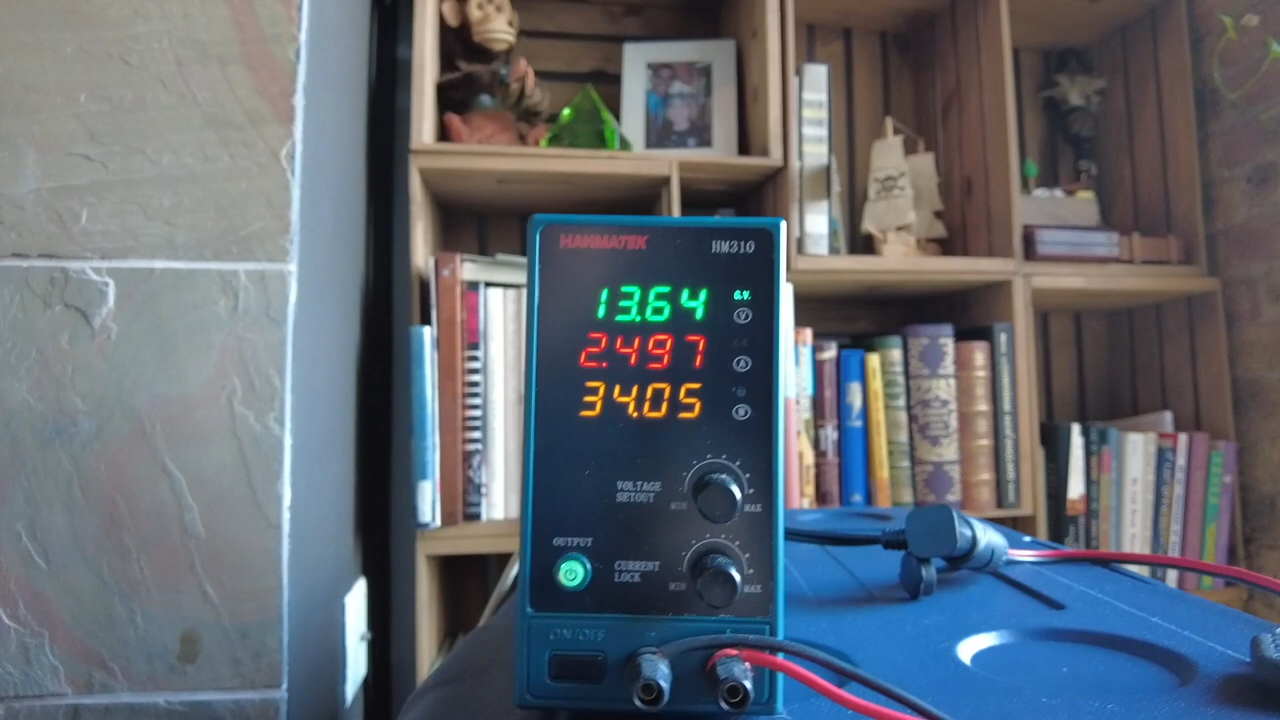 HANMATEK
HM310
13.64
C.V.
V
2.497
A
34.05
W
VOLTAGE
SETOUT
MIN
MAX
OUTPUT
CURRENT
LOCK
MIN
MAX
ON/OFF